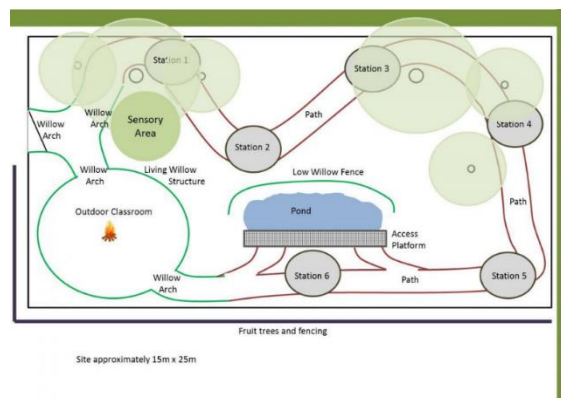 Station 1
Station 3
Willow
Arch
Willow
Arch
Sensory
Area
Path
Station 4
Station 2
Willow
Arch
Living Willow
Structure
Low Willow Fence
Path
Outdoor Classroom
Pond
Access
Platform
Willow
Arch
Station 6
Path
Station 5
Fruit trees and fencing
Site approximately 15m x 25m